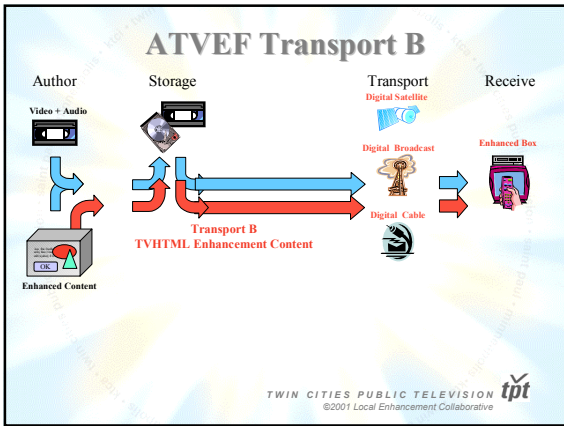 ATVEF Transport B
Author
Storage
Transport
Receive
Video + Audio
Digital Satellite
Digital Broadcast
Enhanced Box
Digital Cable
Transport B
TVHTML Enhancement Content
OK
Enhanced Content
TWIN CITIES PUBLIC TELEVISION tpt
©2001 Local Enhancement Collaborative